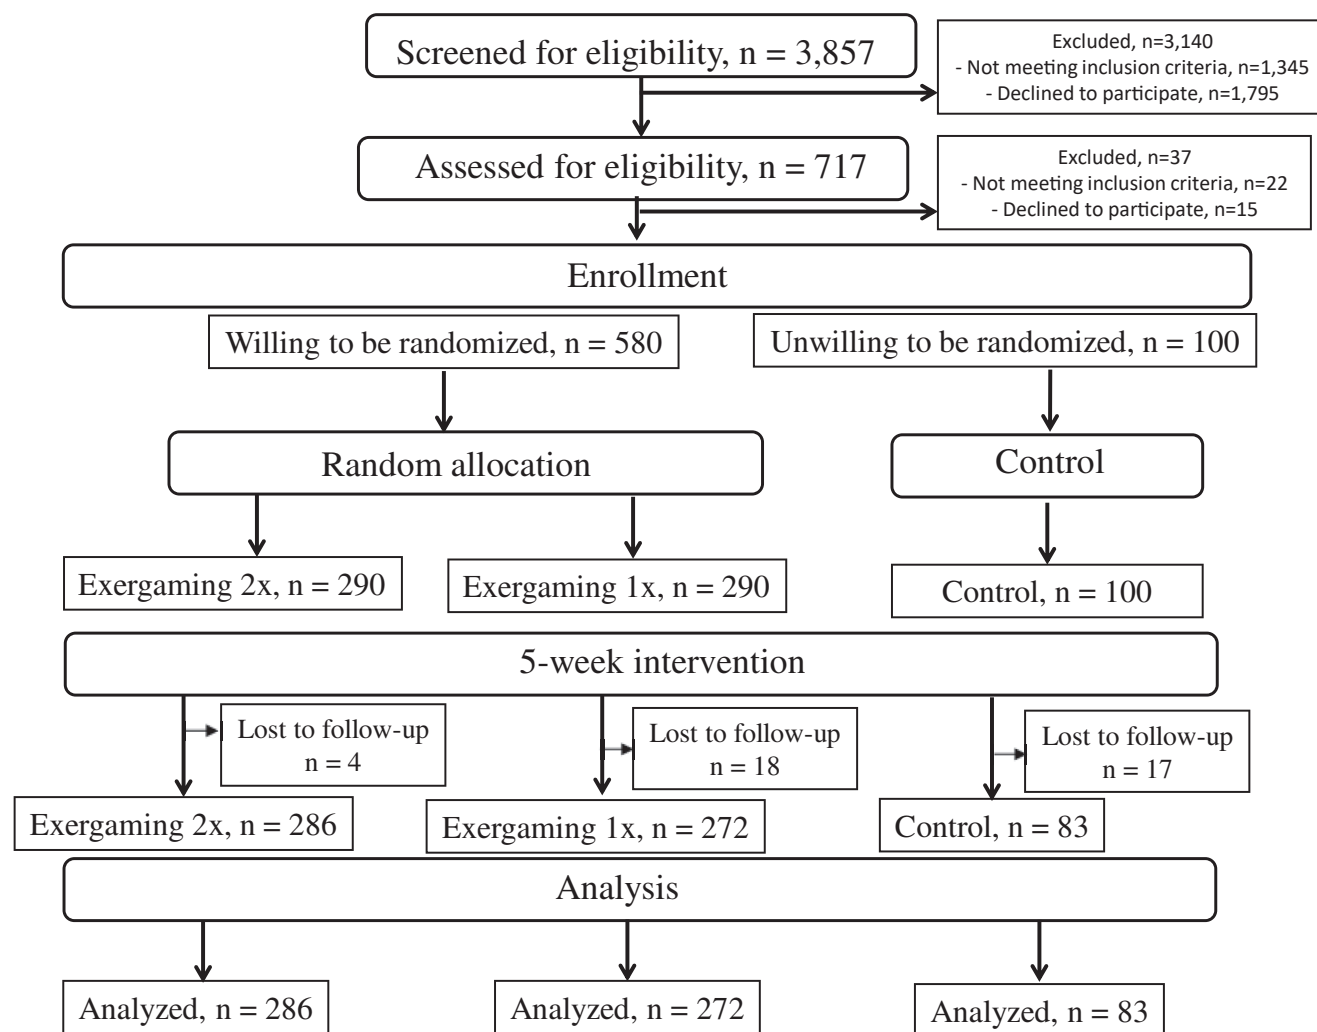 Screened for eligibility, n = 3,857
Excluded, n=3,140
- Not meeting inclusion criteria, n=1,345
- Declined to participate, n=1,795
Assessed for eligibility, n = 717
Excluded, n=37
- Not meeting inclusion criteria, n=22
- Declined to participate, n=15
Enrollment
Willing to be randomized, n = 580
Unwilling to be randomized, n = 100
Random allocation
Control
Exergaming 2x, n = 290
Exergaming 1x, n = 290
Control, n = 100
5-week intervention
Lost to follow-up
n = 4
Lost to follow-up
n = 18
Lost to follow-up
n = 17
Exergaming 2x, n = 286
Exergaming 1x, n = 272
Control, n = 83
Analysis
Analyzed, n = 286
Analyzed, n = 272
Analyzed, n = 83